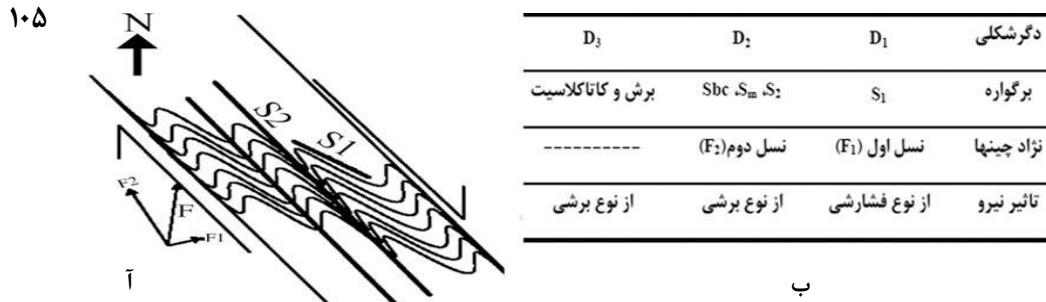 ۱۰۵
N
S2
S1
F2
F
F1
آ
دگرشکلی D₁ D₂ D₃
برگواره S₁ Sbc ،Sₘ ،S₂ برش و کاتاکلاسیت
نژاد چینها نسل اول (F₁) نسل دوم(F₂) ----------
تاثیر نیرو از نوع فشارشی از نوع برشی از نوع برشی
ب